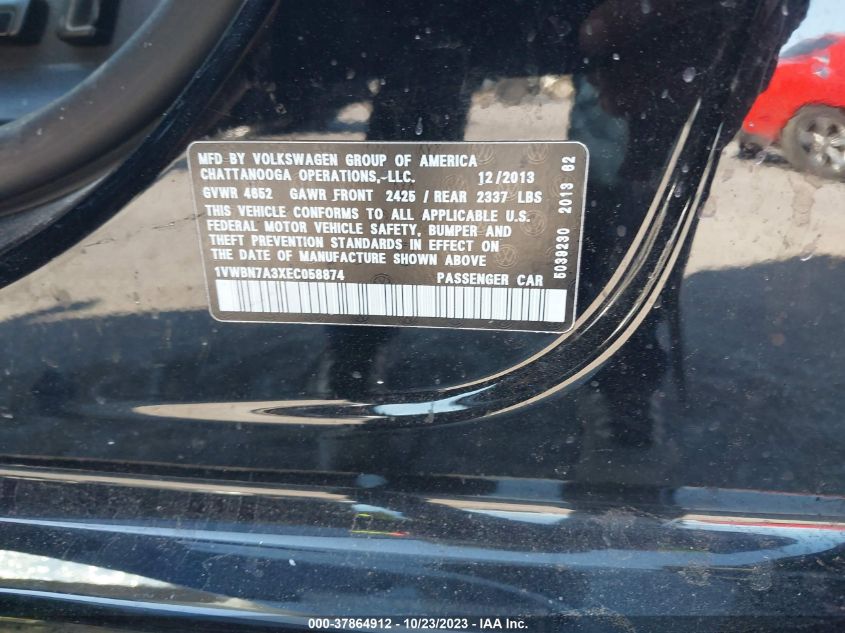 MFD BY VOLKSWAGEN GROUP OF AMERICA
CHATTANOOGA OPERATIONS,-LLC. 12/2013
GVWR 4652 GAWR FRONT 2425 / REAR 2337 LBS
THIS VEHICLE CONFORMS TO ALL APPLICABLE U.S.
FEDERAL MOTOR VEHICLE SAFETY, BUMPER AND
THEFT PREVENTION STANDARDS IN EFFECT ON
THE DATE OF MANUFACTURE SHOWN ABOVE
1VWBN7A3XEC058874 PASSENGER CAR
5039230 2013 62
000-37864912 - 10/23/2023 - IAA Inc.